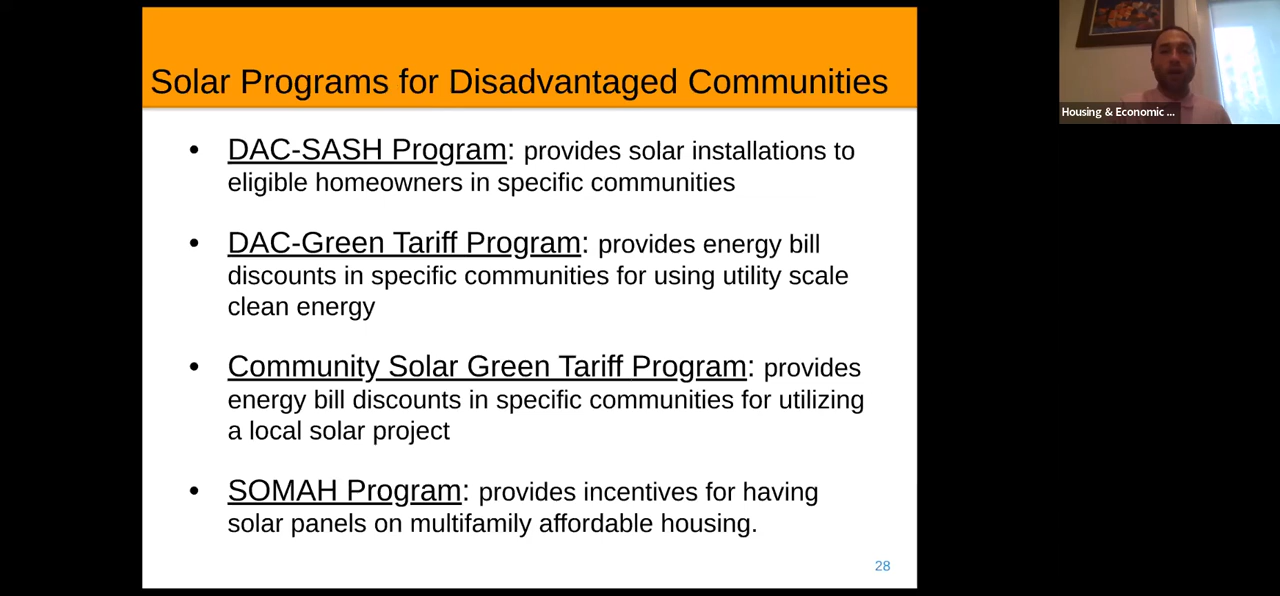 Solar Programs for Disadvantaged Communities
• DAC-SASH Program: provides solar installations to
eligible homeowners in specific communities
• DAC-Green Tariff Program: provides energy bill
discounts in specific communities for using utility scale
clean energy
• Community Solar Green Tariff Program: provides
energy bill discounts in specific communities for utilizing
a local solar project
• SOMAH Program: provides incentives for having
solar panels on multifamily affordable housing.
28
Housing & Economic ...